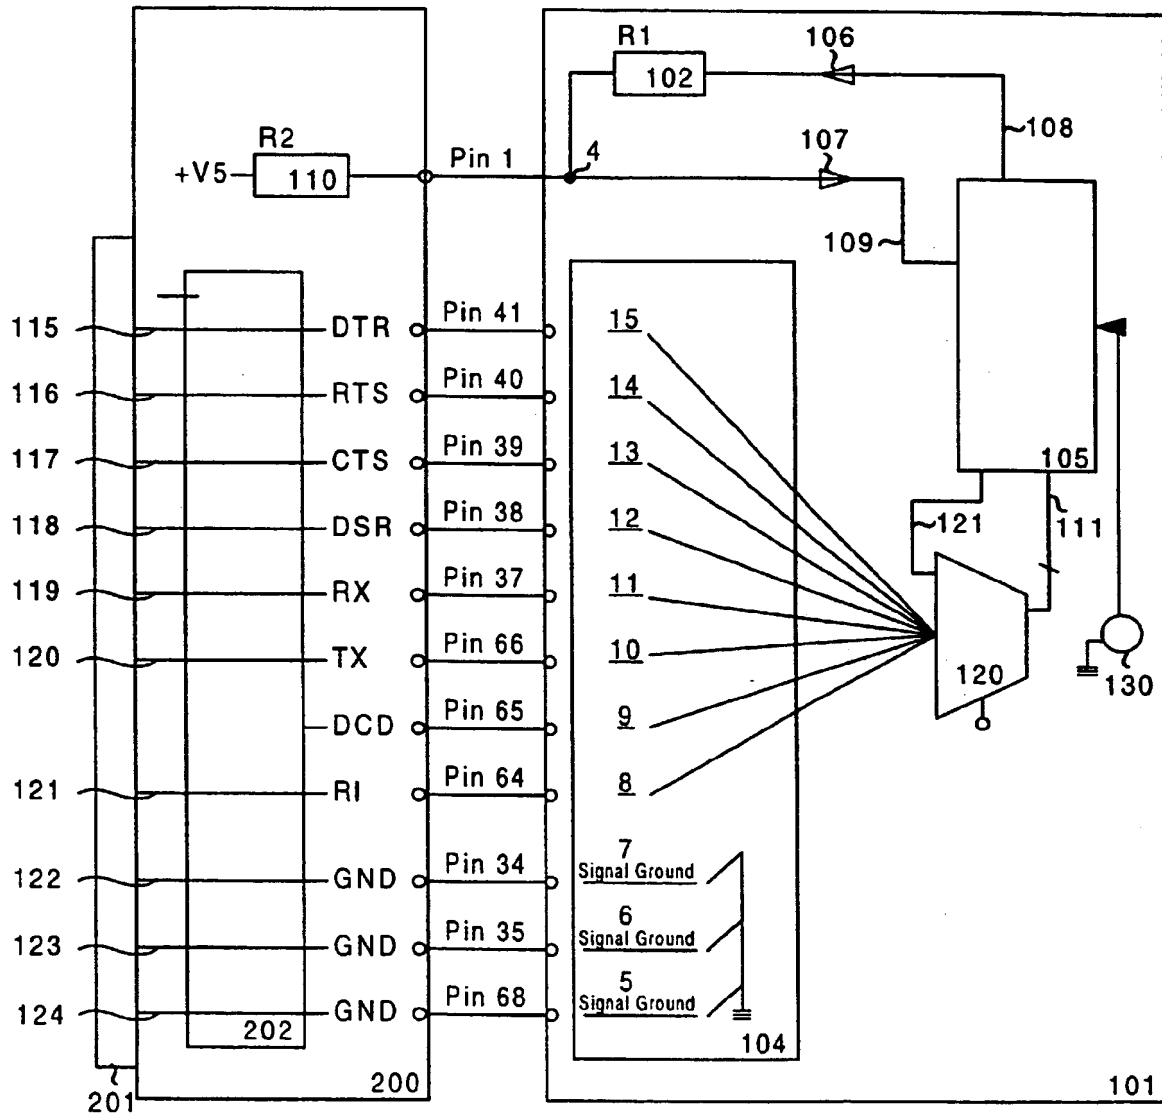 R1
102
106
108
R2
+V5
110
Pin 1
4
107
109
115
DTR
Pin 41
15
116
RTS
Pin 40
14
117
CTS
Pin 39
13
105
118
DSR
Pin 38
12
121
111
119
RX
Pin 37
11
120
TX
Pin 66
10
120
130
DCD
Pin 65
9
121
RI
Pin 64
8
122
GND
Pin 34
7
Signal Ground
123
GND
Pin 35
6
Signal Ground
124
GND
Pin 68
5
Signal Ground
202
104
201
200
101